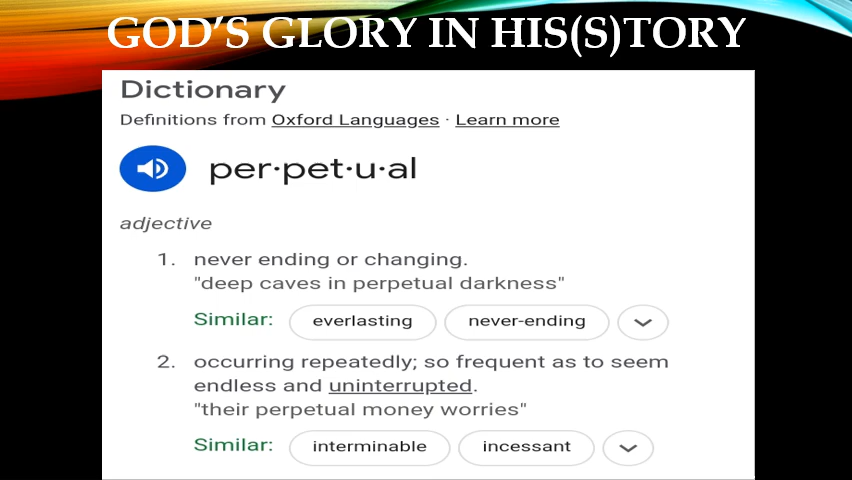 GOD'S GLORY IN HIS(S)TORY
Dictionary
Definitions from Oxford Languages · Learn more
per·pet·u·al
adjective
1. never ending or changing.
"deep caves in perpetual darkness"
Similar: everlasting never-ending
2. occurring repeatedly; so frequent as to seem
endless and uninterrupted.
"their perpetual money worries"
Similar: interminable incessant